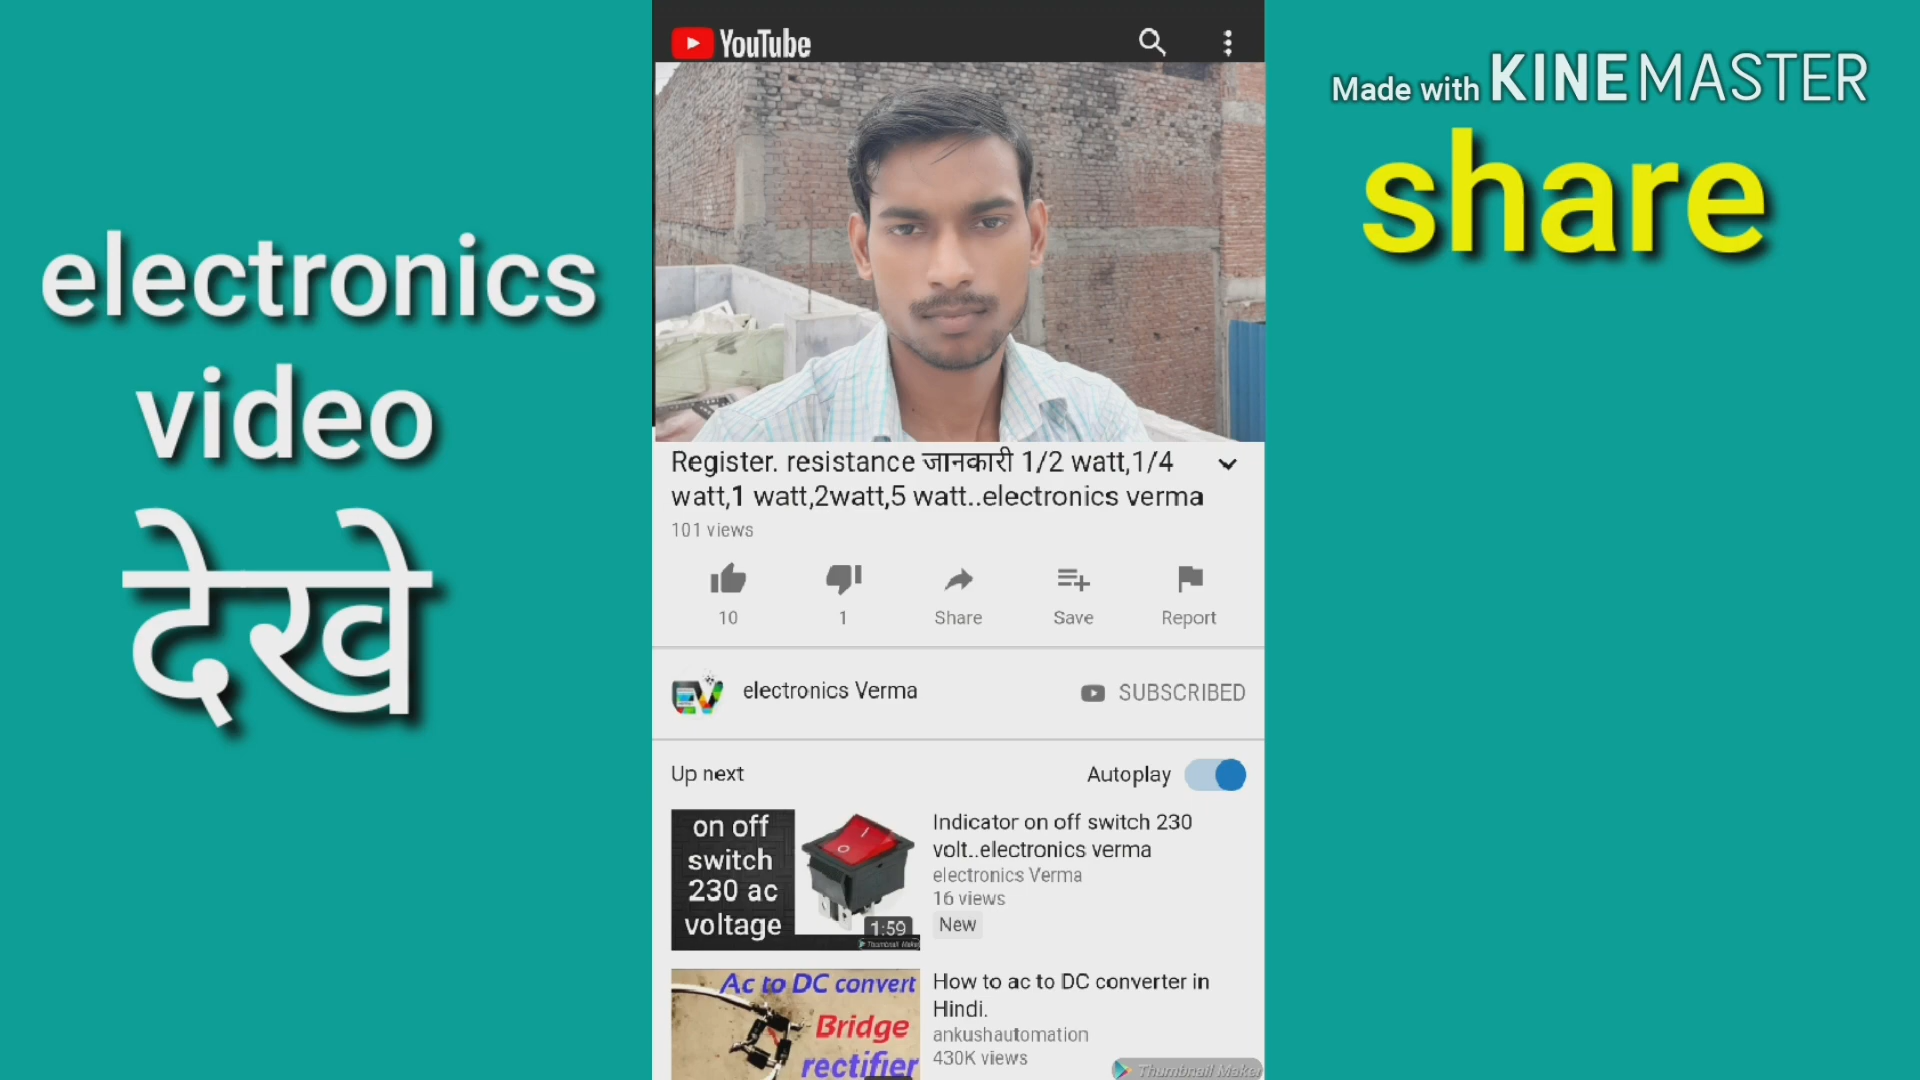 electronics
video
देखे
YouTube
Register. resistance जानकारी 1/2 watt,1/4
watt,1 watt,2watt,5 watt..electronics verma
101 views
10
1
Share
Save
Report
EV
electronics Verma
SUBSCRIBED
Up next
Autoplay
on off
switch
230 ac
voltage
1:59
Thumbnail Maker
Indicator on off switch 230
volt..electronics verma
electronics Verma
16 views
New
Ac to DC convert
Bridge
rectifier
How to ac to DC converter in
Hindi.
ankushautomation
430K views
Thumbnail Maker
Made with KINEMASTER
share